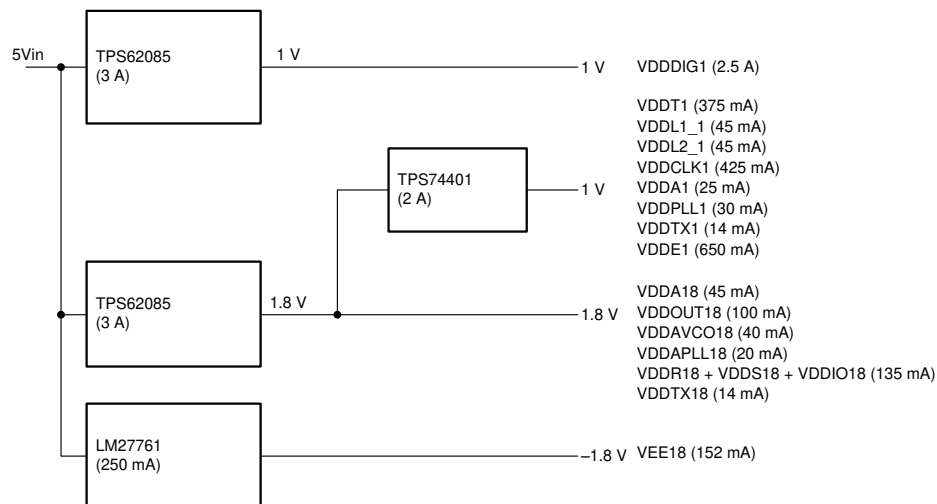 5Vin
TPS62085
(3 A)
1 V
1 V
VDDDIG1 (2.5 A)
VDDT1 (375 mA)
VDDL1_1 (45 mA)
VDDL2_1 (45 mA)
VDDCLK1 (425 mA)
TPS74401
(2 A)
1 V
VDDA1 (25 mA)
VDDPLL1 (30 mA)
VDDTX1 (14 mA)
VDDE1 (650 mA)
TPS62085
(3 A)
1.8 V
1.8 V
VDDA18 (45 mA)
VDDOUT18 (100 mA)
VDDAVCO18 (40 mA)
VDDAPLL18 (20 mA)
VDDR18 + VDDS18 + VDDIO18 (135 mA)
VDDTX18 (14 mA)
LM27761
(250 mA)
–1.8 V
VEE18 (152 mA)